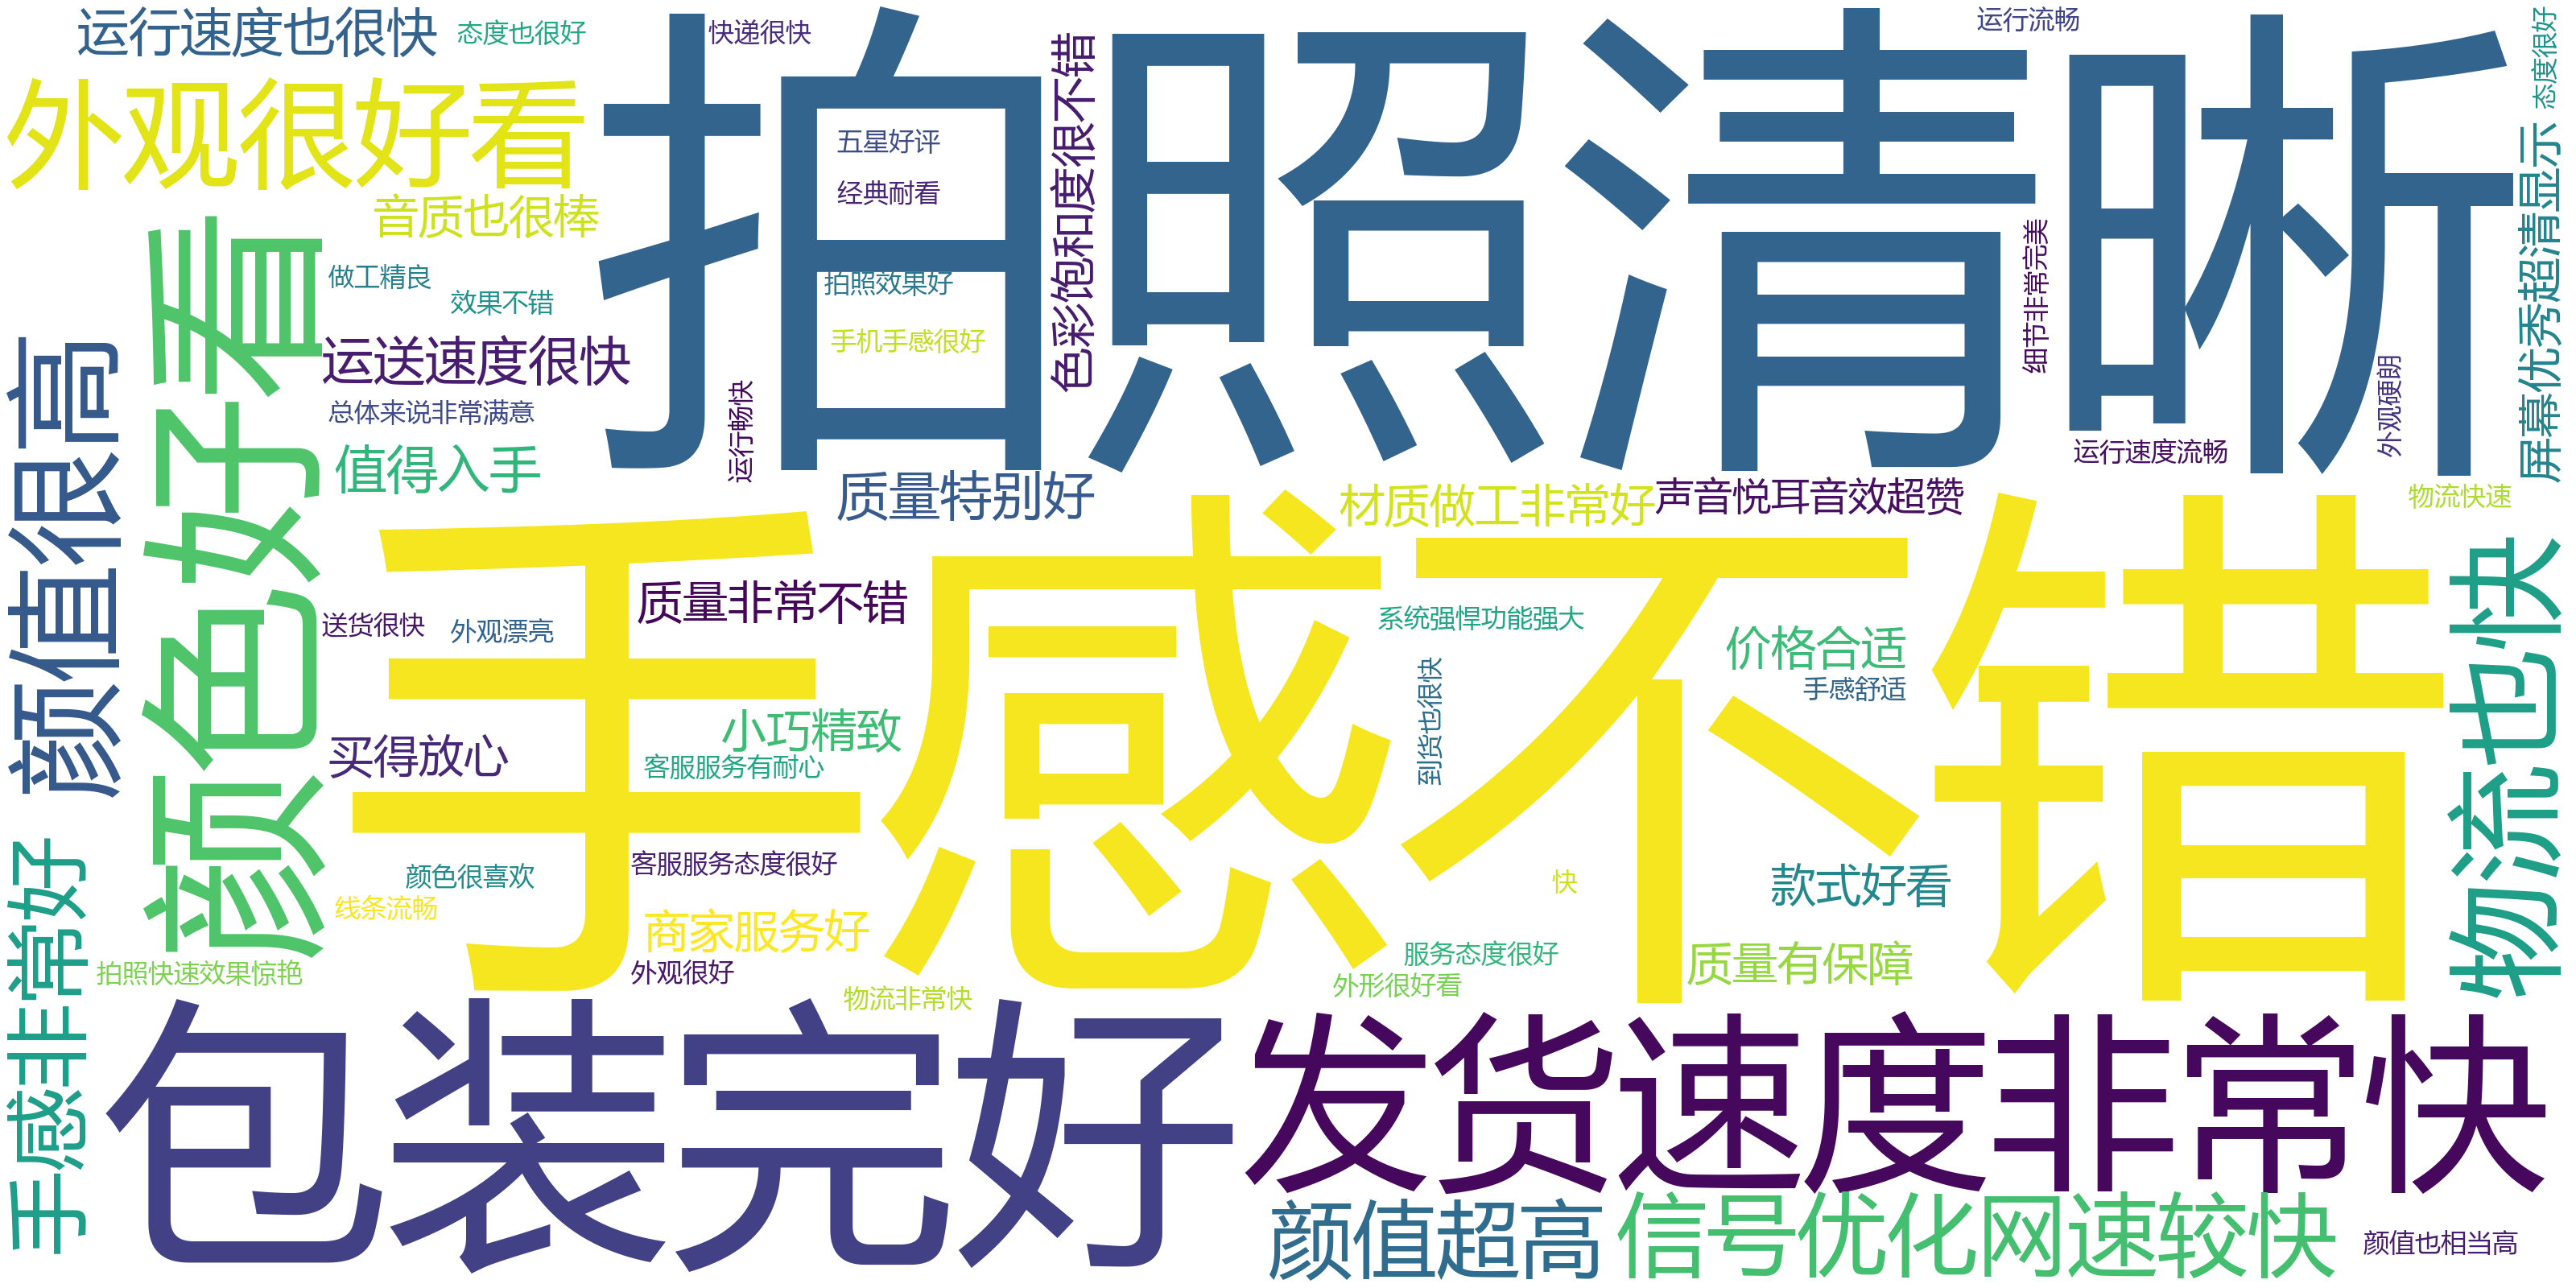 运行速度也很快
态度也很好
快递很快
运行流畅
态度很好
拍照清晰
外观很好看
色彩饱和度很不错
五星好评
经典耐看
屏幕优秀超清显示
音质也很棒
颜色好看
细节非常完美
做工精良
效果不错
拍照效果好
手机手感很好
运送速度很快
颜值很高
外观硬朗
运行畅快
总体来说非常满意
值得入手
运行速度流畅
质量特别好
材质做工非常好
声音悦耳音效超赞
物流快速
手感不错
物流也快
质量非常不错
送货很快
外观漂亮
系统强悍功能强大
价格合适
手感舒适
到货也很快
小巧精致
买得放心
客服服务有耐心
手感非常好
客服服务态度很好
颜色很喜欢
快
款式好看
线条流畅
商家服务好
服务态度很好
质量有保障
拍照快速效果惊艳
外观很好
外形很好看
物流非常快
包装完好
发货速度非常快
颜值超高
信号优化网速较快
颜值也相当高